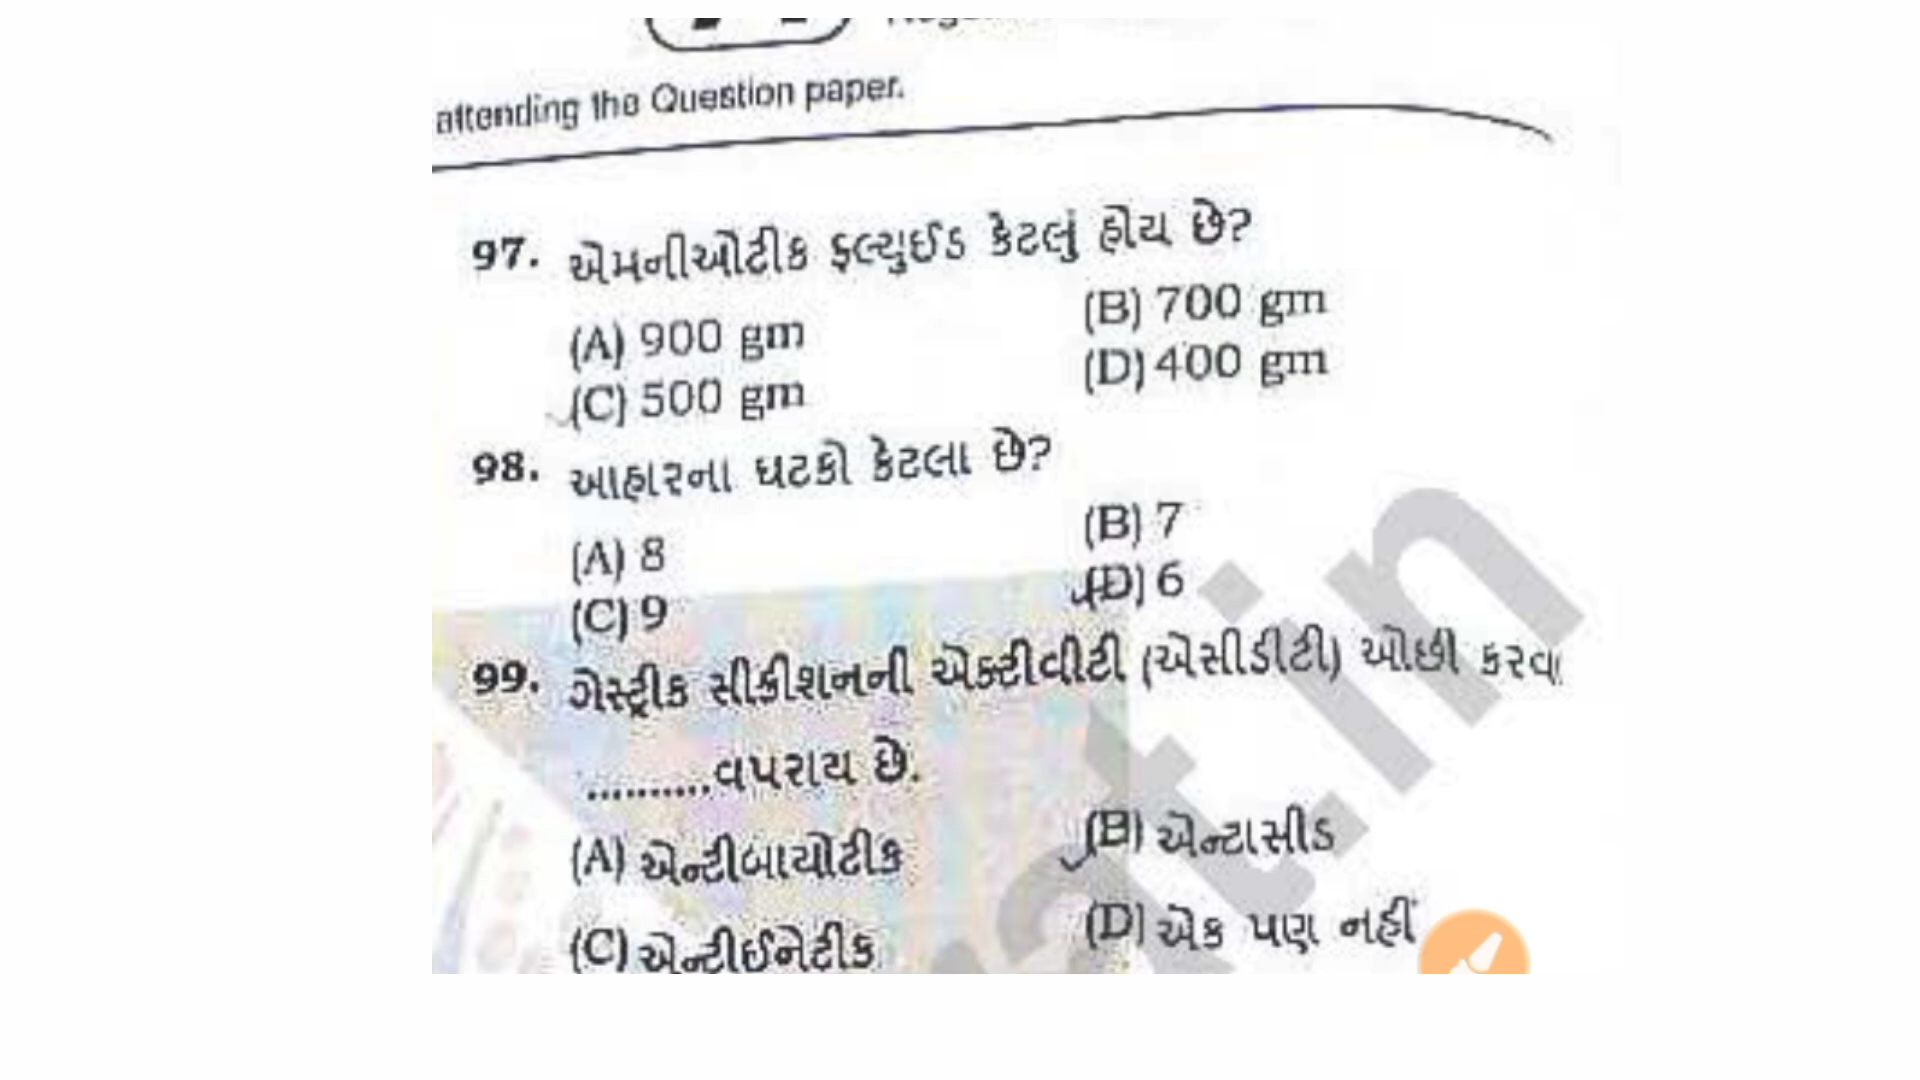 attending the Question paper.
97. એમનીઓટીક ફલ્યુઈડ કેટલું હોય છે?
(A) 900 gm (B) 700 gm
(C) 500 gm (D) 400 gm
98. આહારના ઘટકો કેટલા છે?
(A) 8 (B) 7
(C) 9 (D) 6
99. ગેસ્ટ્રીક સીક્રીશનની એક્ટીવીટી (એસીડીટી) ઓછી કરવા
..........વપરાય છે.
(A) એન્ટીબાયોટીક (B) એન્ટાસીડ
(C) એન્ટીઈમેટીક (D) એક પણ નહીં